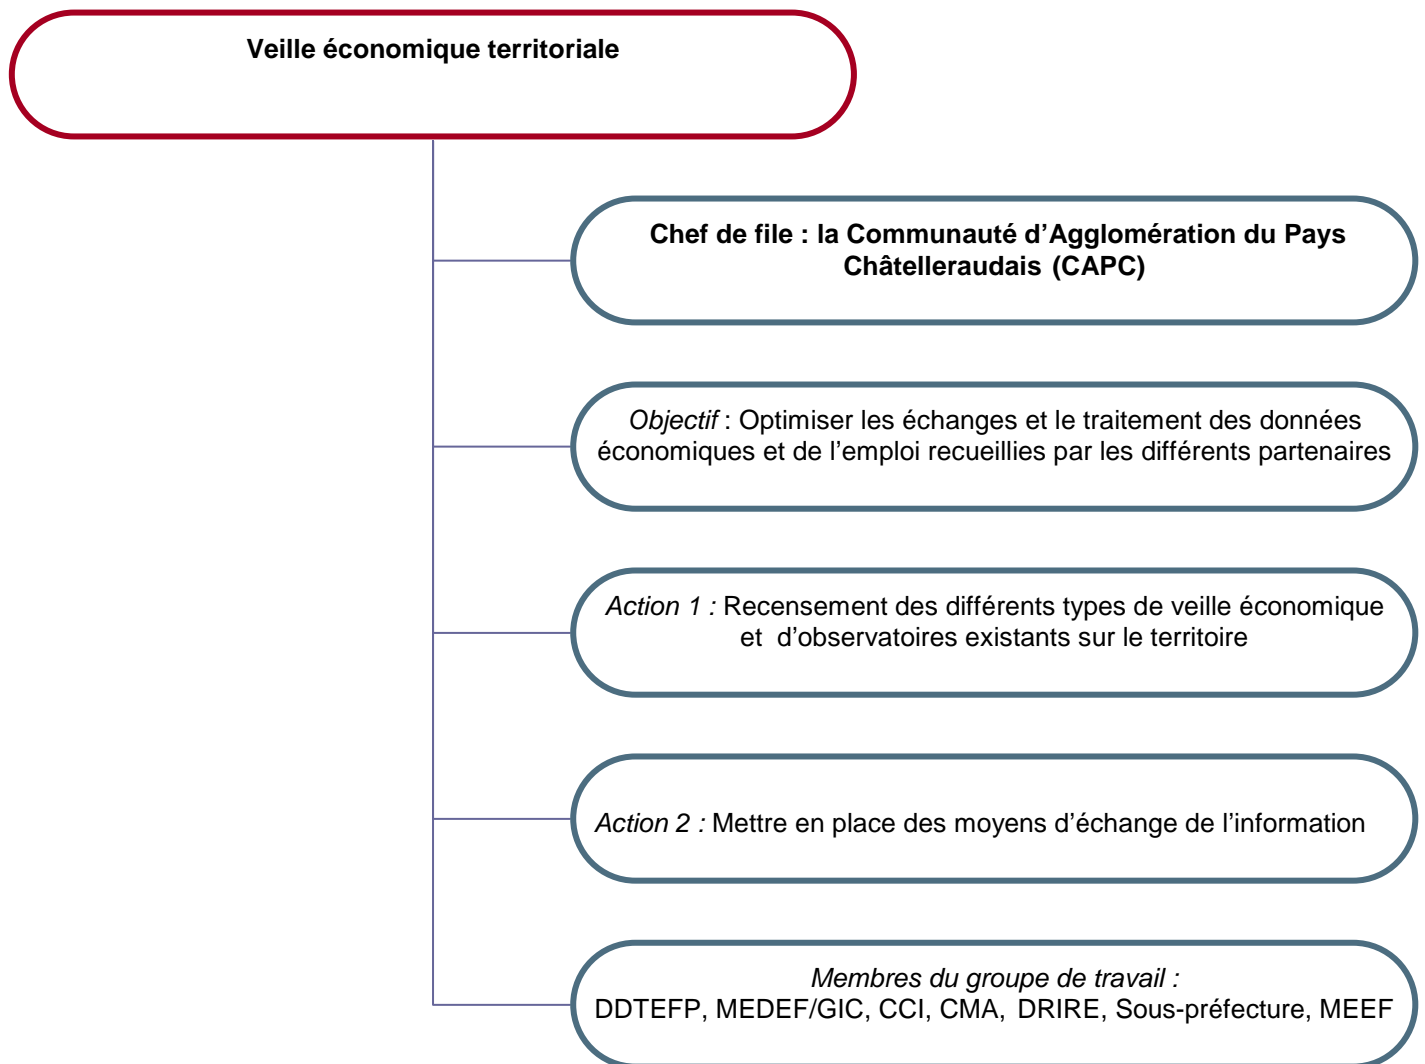 Veille économique territoriale
Chef de file : la Communauté d’Agglomération du Pays
Châtelleraudais (CAPC)
Objectif : Optimiser les échanges et le traitement des données
économiques et de l’emploi recueillies par les différents partenaires
Action 1 : Recensement des différents types de veille économique
et d’observatoires existants sur le territoire
Action 2 : Mettre en place des moyens d’échange de l’information
Membres du groupe de travail :
DDTEFP, MEDEF/GIC, CCI, CMA, DRIRE, Sous-préfecture, MEEF